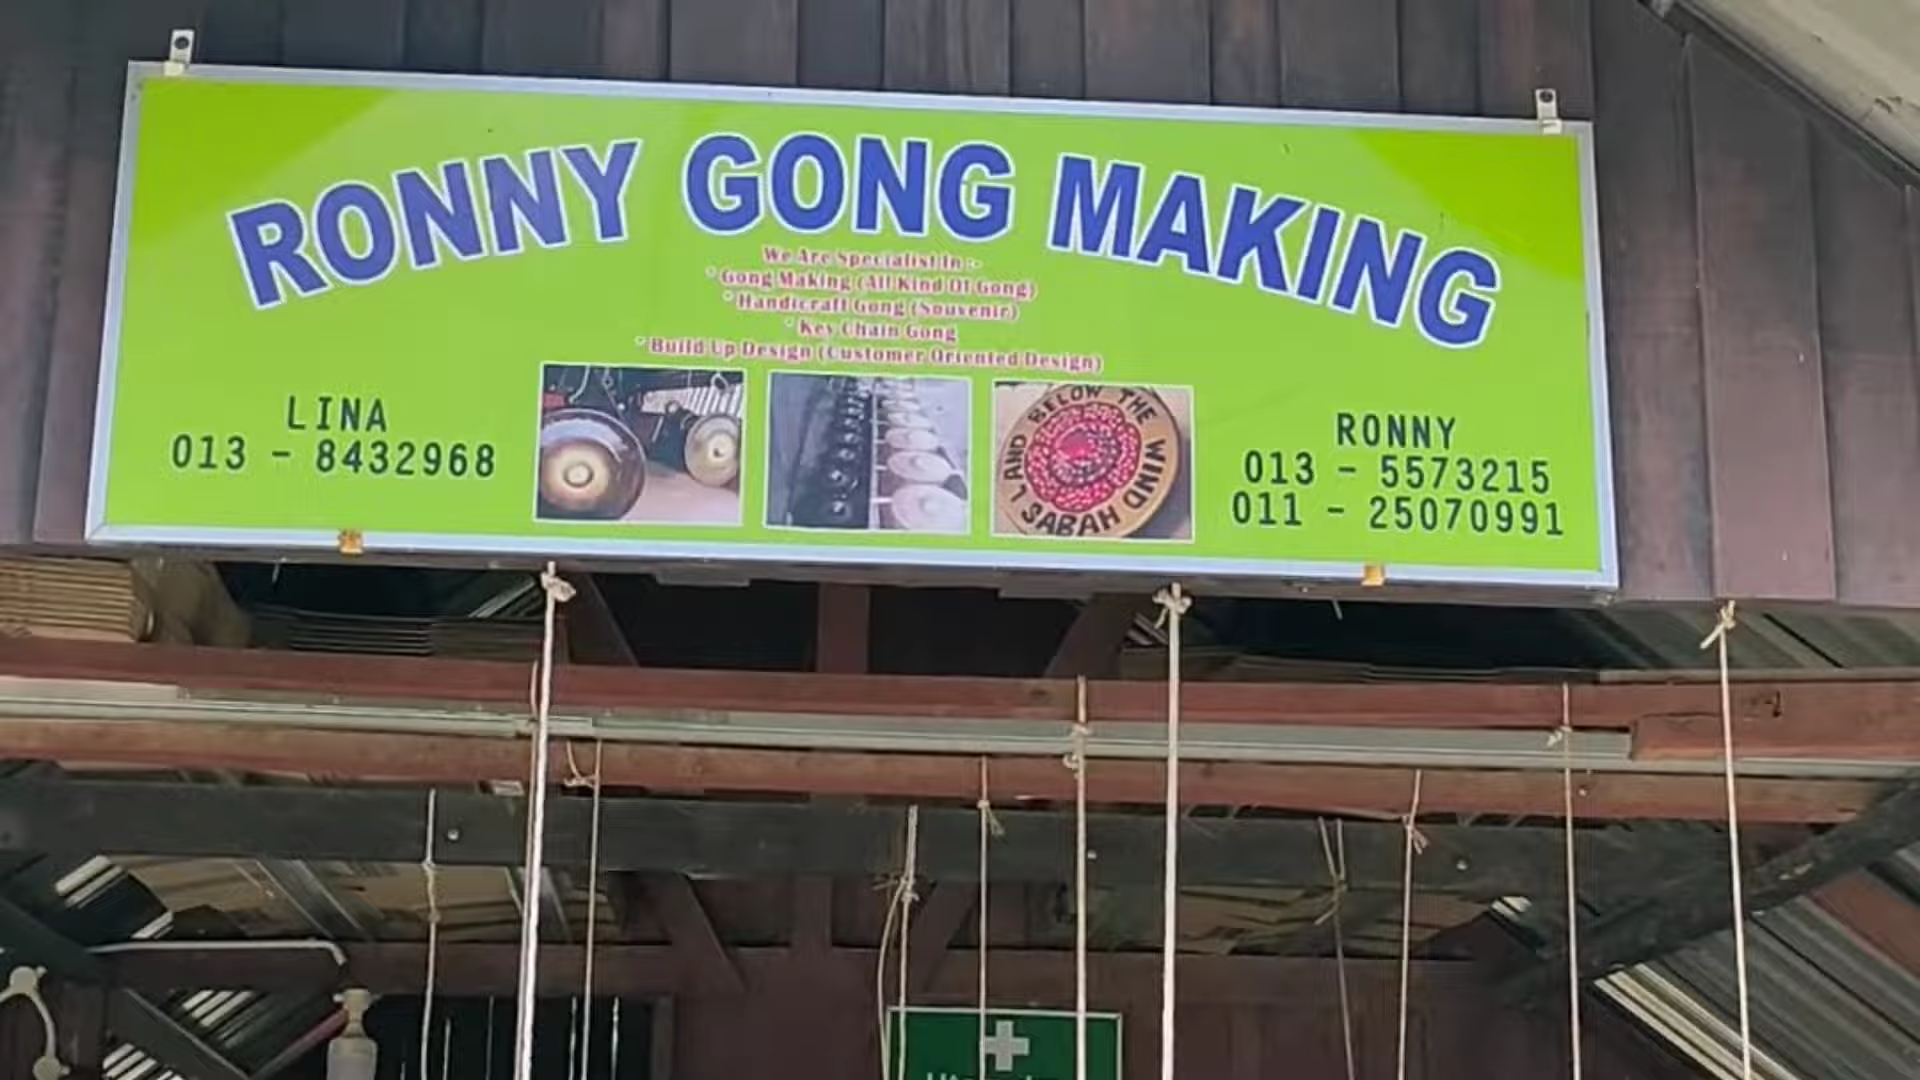 RONNY GONG MAKING
We Are Specialist In :-
* Gong Making (All Kind Of Gong)
* Handicraft Gong (Souvenir)
* Key Chain Gong
* Build Up Design (Customer Oriented Design)
LINA
013 - 8432968
LAND BELOW THE WIND
SABAH
RONNY
013 - 5573215
011 - 25070991